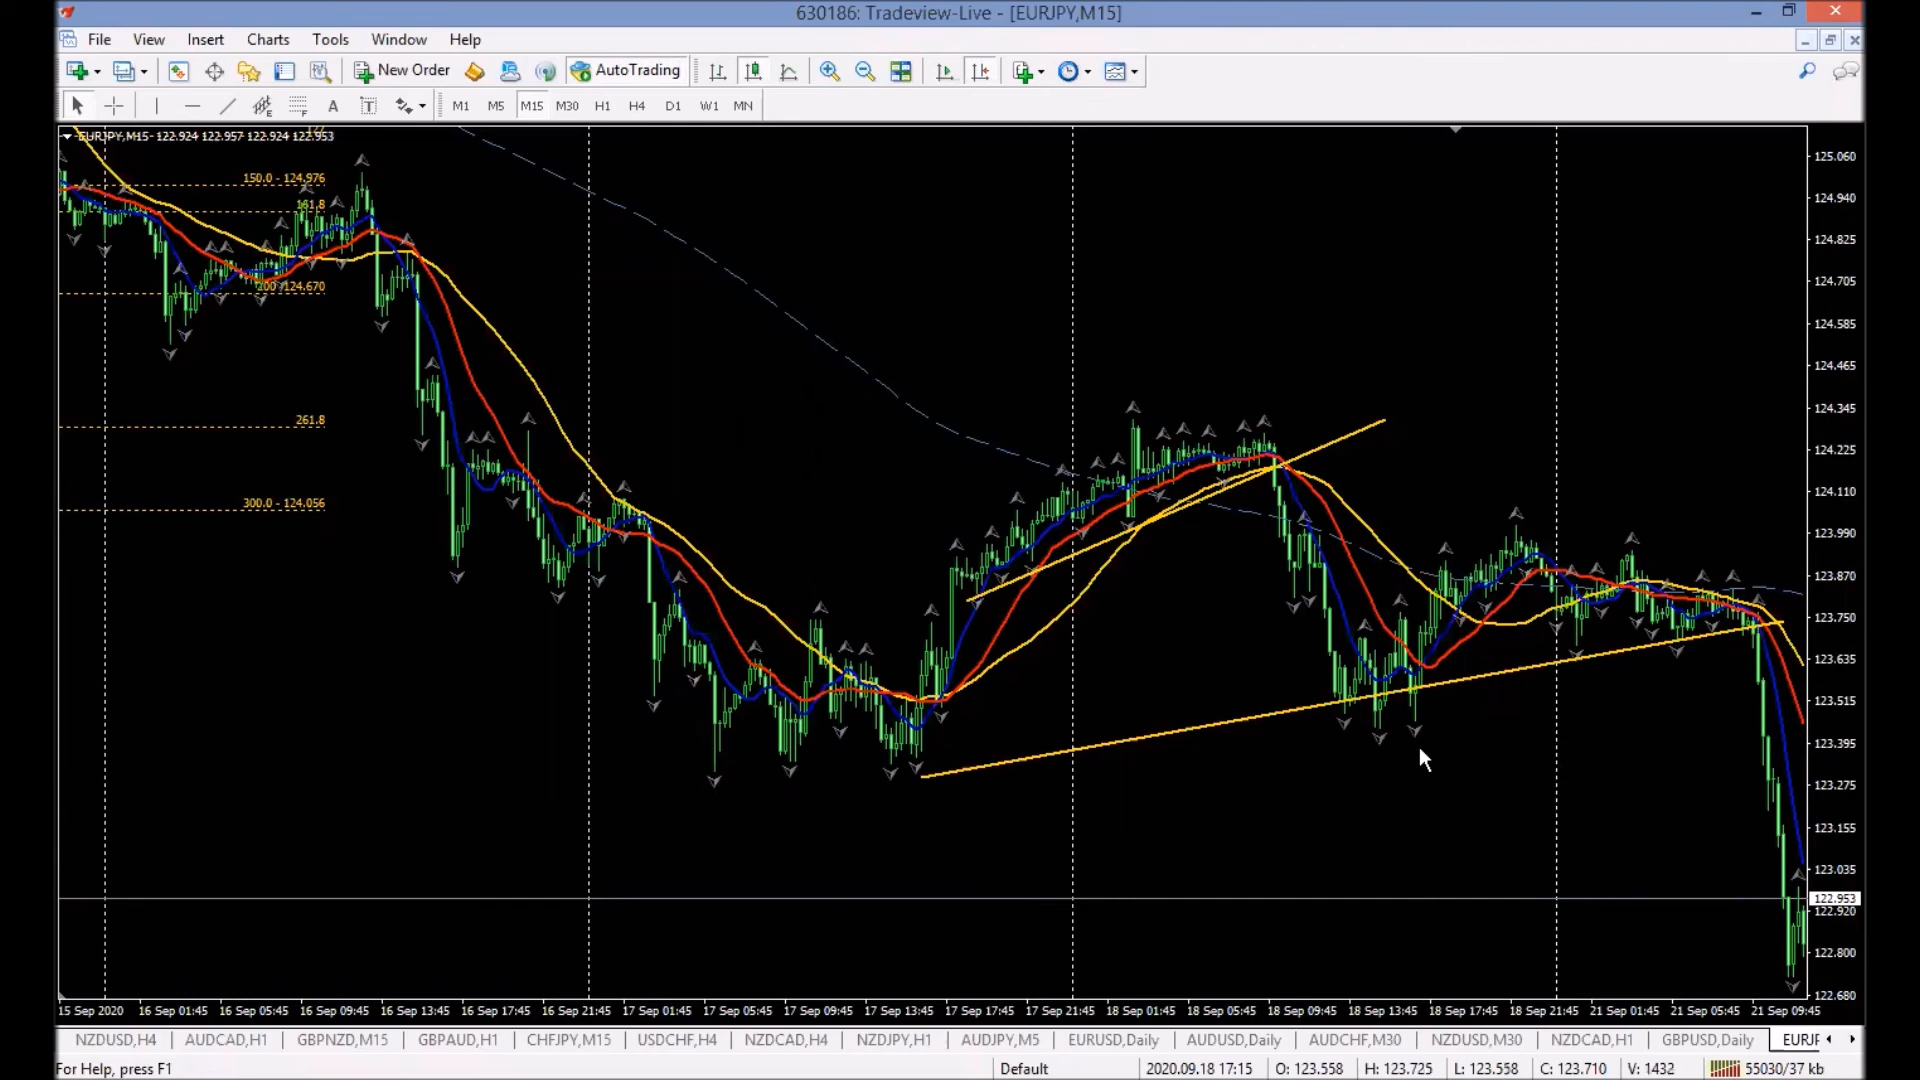 630186: Tradeview-Live - [EURJPY,M15]
File View Insert Charts Tools Window Help
New Order AutoTrading
A T M1 M5 M15 M30 H1 H4 D1 W1 MN
EURJPY,M15 122.924 122.957 122.924 122.953
150.0 - 124.976
161.8
200 124.670
261.8
300.0 - 124.056
125.060
124.940
124.825
124.705
124.585
124.465
124.345
124.225
124.110
123.990
123.870
123.750
123.635
123.515
123.395
123.275
123.155
123.035
122.953
122.920
122.800
122.680
15 Sep 2020 16 Sep 01:45 16 Sep 05:45 16 Sep 09:45 16 Sep 13:45 16 Sep 17:45 16 Sep 21:45 17 Sep 01:45 17 Sep 05:45 17 Sep 09:45 17 Sep 13:45 17 Sep 17:45 17 Sep 21:45 18 Sep 01:45 18 Sep 05:45 18 Sep 09:45 18 Sep 13:45 18 Sep 17:45 18 Sep 21:45 21 Sep 01:45 21 Sep 05:45 21 Sep 09:45
NZDUSD,H4 AUDCAD,H1 GBPNZD,M15 GBPAUD,H1 CHFJPY,M15 USDCHF,H4 NZDCAD,H4 NZDJPY,H1 AUDJPY,M5 EURUSD,Daily AUDUSD,Daily AUDCHF,M30 NZDUSD,M30 NZDCAD,H1 GBPUSD,Daily EURJF
For Help, press F1 Default 2020.09.18 17:15 O: 123.558 H: 123.725 L: 123.558 C: 123.710 V: 1432 55030/37 kb